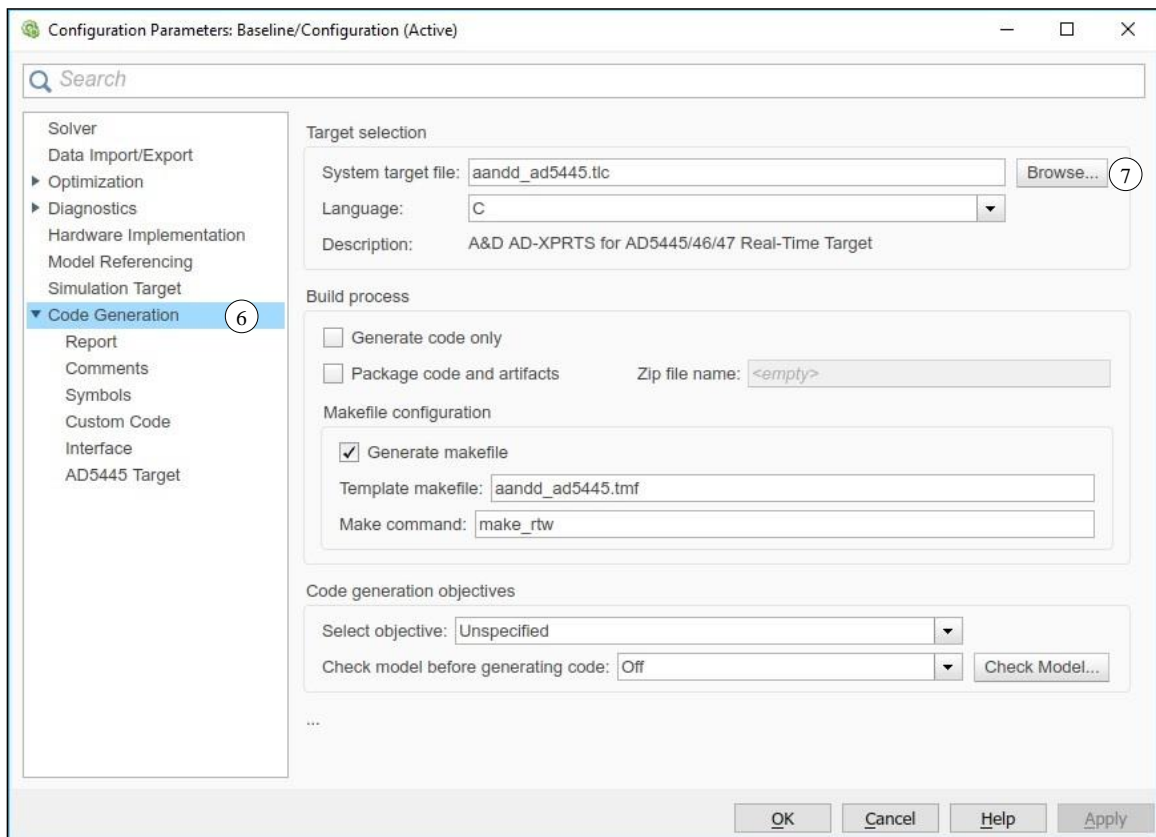 Configuration Parameters: Baseline/Configuration (Active)
Search
Solver
Data Import/Export
Optimization
Diagnostics
Hardware Implementation
Model Referencing
Simulation Target
Code Generation 6
Report
Comments
Symbols
Custom Code
Interface
AD5445 Target
Target selection
System target file: aandd_ad5445.tlc Browse... 7
Language: C
Description: A&D AD-XPRTS for AD5445/46/47 Real-Time Target
Build process
Generate code only
Package code and artifacts Zip file name: <empty>
Makefile configuration
Generate makefile
Template makefile: aandd_ad5445.tmf
Make command: make_rtw
Code generation objectives
Select objective: Unspecified
Check model before generating code: Off Check Model...
...
OK Cancel Help Apply